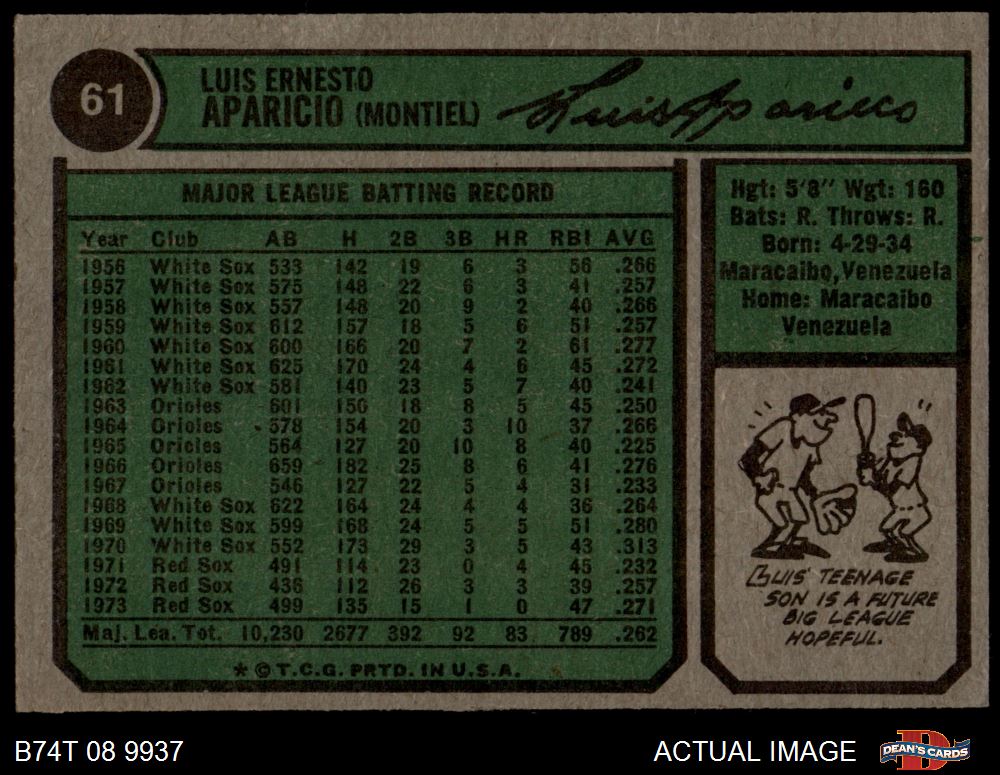 61
LUIS ERNESTO
APARICIO (MONTIEL)
Luis Aparicio
MAJOR LEAGUE BATTING RECORD
Year Club AB H 2B 3B HR RBI AVG
1956 White Sox 533 142 19 6 3 56 .266
1957 White Sox 575 148 22 6 3 41 .257
1958 White Sox 557 148 20 9 2 40 .266
1959 White Sox 612 157 18 5 6 51 .257
1960 White Sox 600 166 20 7 2 61 .277
1961 White Sox 625 170 24 4 6 45 .272
1962 White Sox 581 140 23 5 7 40 .241
1963 Orioles 601 150 18 8 5 45 .250
1964 Orioles 578 154 20 3 10 37 .266
1965 Orioles 564 127 20 10 8 40 .225
1966 Orioles 659 182 25 8 6 41 .276
1967 Orioles 546 127 22 5 4 31 .233
1968 White Sox 622 164 24 4 4 36 .264
1969 White Sox 599 168 24 5 5 51 .280
1970 White Sox 552 173 29 3 5 43 .313
1971 Red Sox 491 114 23 0 4 45 .232
1972 Red Sox 436 112 26 3 3 39 .257
1973 Red Sox 499 135 15 1 0 47 .271
Maj. Lea. Tot. 10,230 2677 392 92 83 789 .262
* © T.C.G. PRTD. IN U.S.A.
Hgt: 5'8" Wgt: 160
Bats: R. Throws: R.
Born: 4-29-34
Maracaibo, Venezuela
Home: Maracaibo
Venezuela
LUIS' TEENAGE
SON IS A FUTURE
BIG LEAGUE
HOPEFUL.
B74T 08 9937
ACTUAL IMAGE
D
DEAN'S CARDS